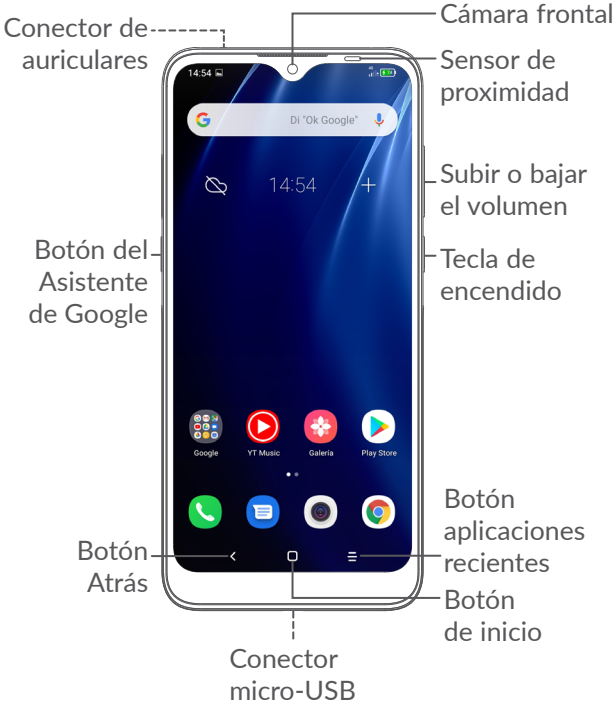 Cámara frontal
Conector de
auriculares
Sensor de
proximidad
14:54
Di "Ok Google"
14:54
Subir o bajar
el volumen
Botón del
Asistente
de Google
Tecla de
encendido
Google
YT Music
Galería
Play Store
Botón
aplicaciones
recientes
Botón
Atrás
Botón
de inicio
Conector
micro-USB